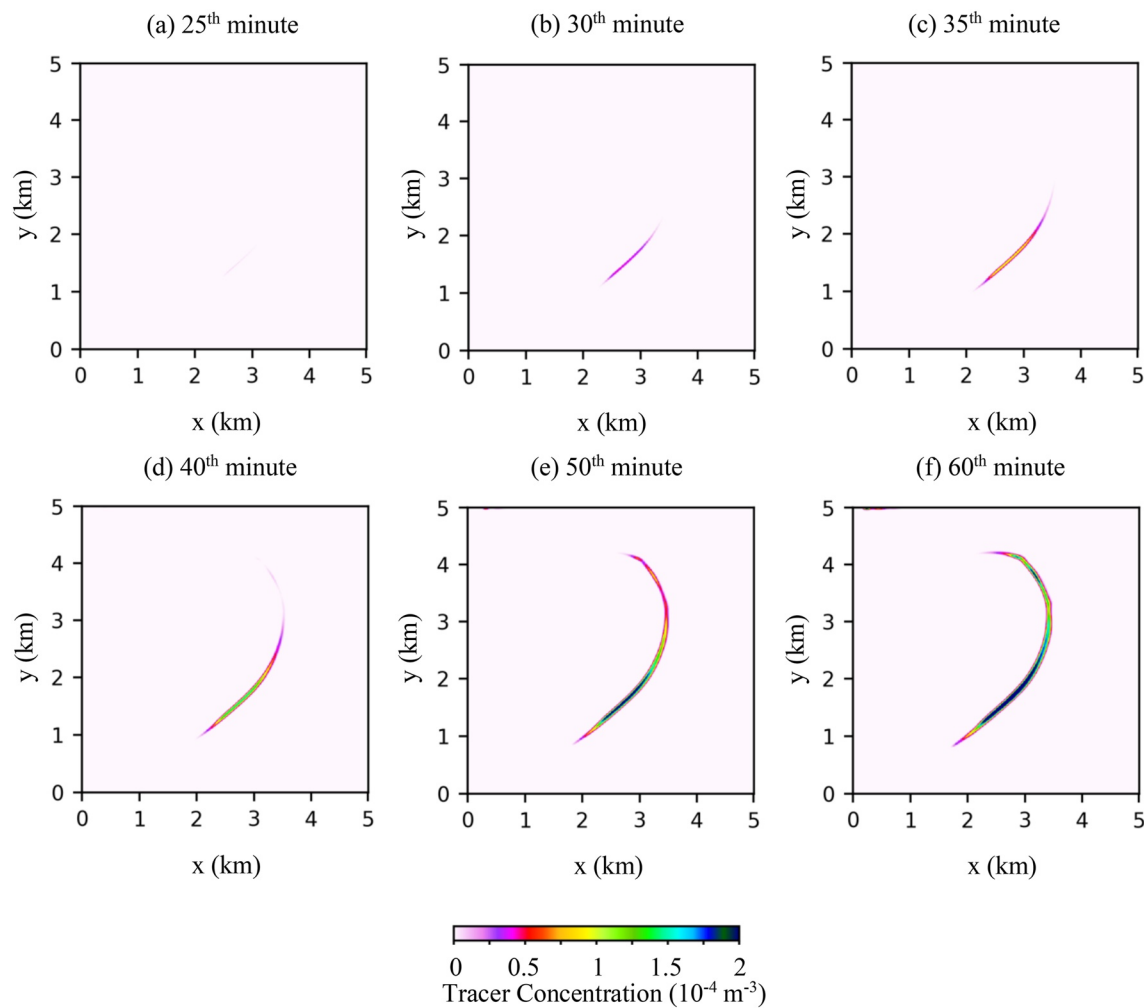 (a) 25th minute
(b) 30th minute
(c) 35th minute
5
4
3
2
1
0
y (km)
0 1 2 3 4 5
x (km)
5
4
3
2
1
0
y (km)
0 1 2 3 4 5
x (km)
5
4
3
2
1
0
y (km)
0 1 2 3 4 5
x (km)
(d) 40th minute
(e) 50th minute
(f) 60th minute
5
4
3
2
1
0
y (km)
0 1 2 3 4 5
x (km)
5
4
3
2
1
0
y (km)
0 1 2 3 4 5
x (km)
5
4
3
2
1
0
y (km)
0 1 2 3 4 5
x (km)
0 0.5 1 1.5 2
Tracer Concentration (10⁻⁴ m⁻³)